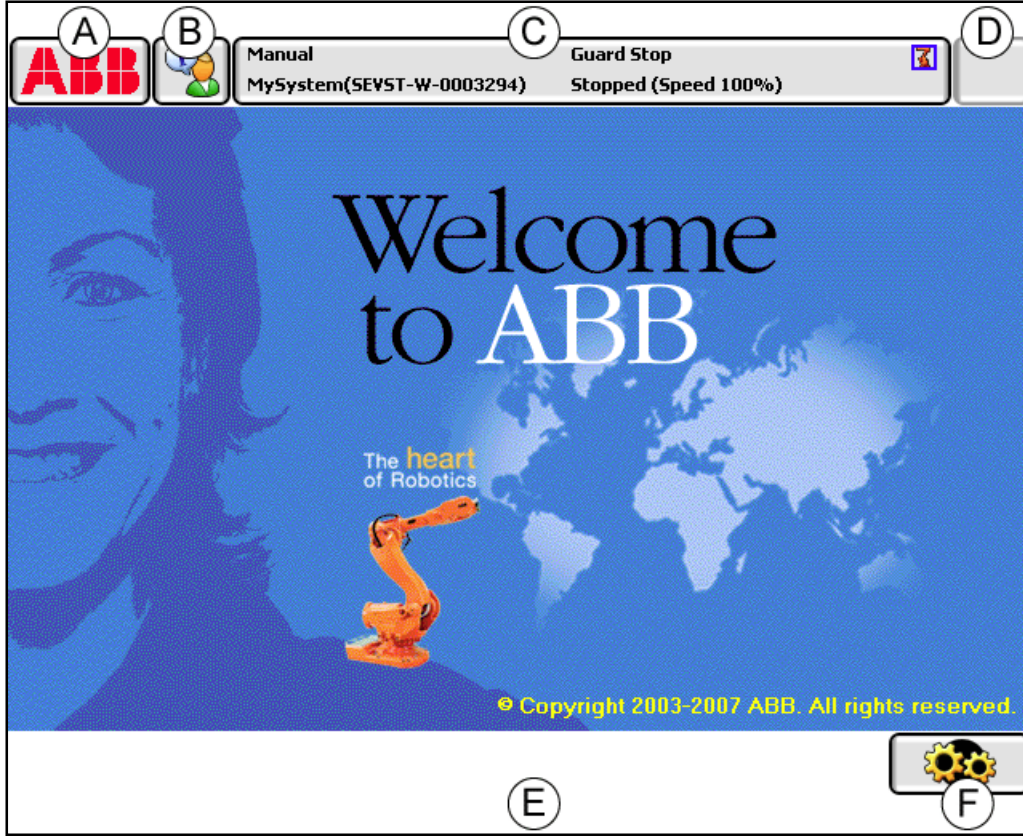 A
B
C
D
ABB
Manual
Guard Stop
MySystem(SEVST-W-0003294)
Stopped (Speed 100%)
Welcome
to ABB
The heart
of Robotics
© Copyright 2003-2007 ABB. All rights reserved.
E
F